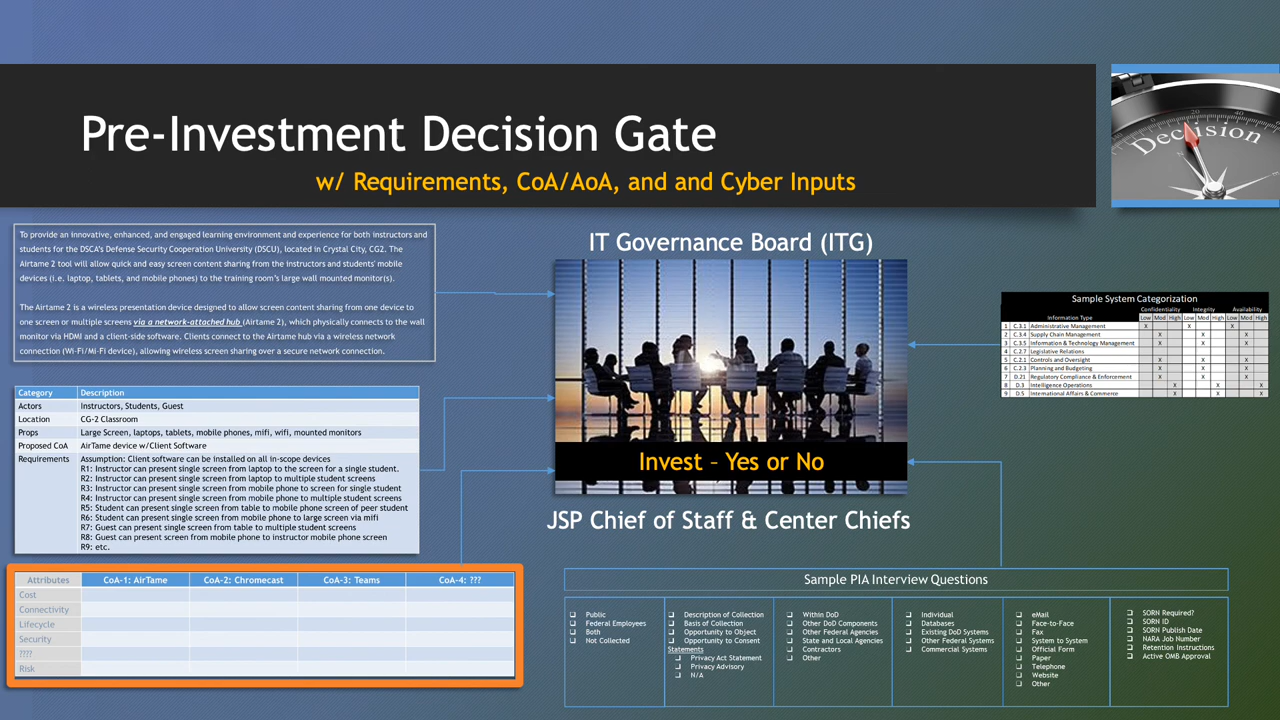 Pre-Investment Decision Gate
w/ Requirements, CoA/AoA, and and Cyber Inputs
Decision
To provide an innovative, enhanced, and engaged learning environment and experience for both instructors and
students for the DSCA's Defense Security Cooperation University (DSCU), located in Crystal City, CG2. The
Airtame 2 tool will allow quick and easy screen content sharing from the instructors and students' mobile
devices (i.e. laptop, tablets, and mobile phones) to the training room's large wall mounted monitor(s).
The Airtame 2 is a wireless presentation device designed to allow screen content sharing from one device to
one screen or multiple screens via a network-attached hub (Airtame 2), which physically connects to the wall
monitor via HDMI and a client-side software. Clients connect to the Airtame hub via a wireless network
connection (Wi-Fi/Mi-Fi device), allowing wireless screen sharing over a secure network connection.
Category Description
Actors Instructors, Students, Guest
Location CG-2 Classroom
Props Large Screen, laptops, tablets, mobile phones, mifi, wifi, mounted monitors
Proposed CoA AirTame device w/Client Software
Requirements Assumption: Client software can be installed on all in-scope devices
R1: Instructor can present single screen from laptop to the screen for a single student.
R2: Instructor can present single screen from laptop to multiple student screens
R3: Instructor can present single screen from mobile phone to screen for single student
R4: Instructor can present single screen from mobile phone to multiple student screens
R5: Student can present single screen from table to mobile phone screen of peer student
R6: Student can present single screen from mobile phone to large screen via mifi
R7: Guest can present single screen from table to multiple student screens
R8: Guest can present screen from mobile phone to instructor mobile phone screen
R9: etc.
Attributes CoA-1: AirTame CoA-2: Chromecast CoA-3: Teams CoA-4: ???
Cost
Connectivity
Lifecycle
Security
????
Risk
IT Governance Board (ITG)
Invest – Yes or No
JSP Chief of Staff & Center Chiefs
Sample System Categorization
Confidentiality Integrity Availability
Information Type Low Mod High Low Mod High Low Mod High
1 C.3.1 Administrative Management X X X
2 C.3.4 Supply Chain Management X X X
3 C.3.5 Information & Technology Management X X X
4 C.2.7 Legislative Relations
5 C.2.1 Controls and Oversight X X X
6 C.2.3 Planning and Budgeting X X X
7 D.21 Regulatory Compliance & Enforcement X X X
8 D.3 Intelligence Operations X X X
9 D.5 International Affairs & Commerce X X X
Sample PIA Interview Questions
Public
Federal Employees
Both
Not Collected
Description of Collection
Basis of Collection
Opportunity to Object
Opportunity to Consent
Statements
Privacy Act Statement
Privacy Advisory
N/A
Within DoD
Other DoD Components
Other Federal Agencies
State and Local Agencies
Contractors
Other
Individual
Databases
Existing DoD Systems
Other Federal Systems
Commercial Systems
eMail
Face-to-Face
Fax
System to System
Official Form
Paper
Telephone
Website
Other
SORN Required?
SORN ID
SORN Publish Date
NARA Job Number
Retention Instructions
Active OMB Approval